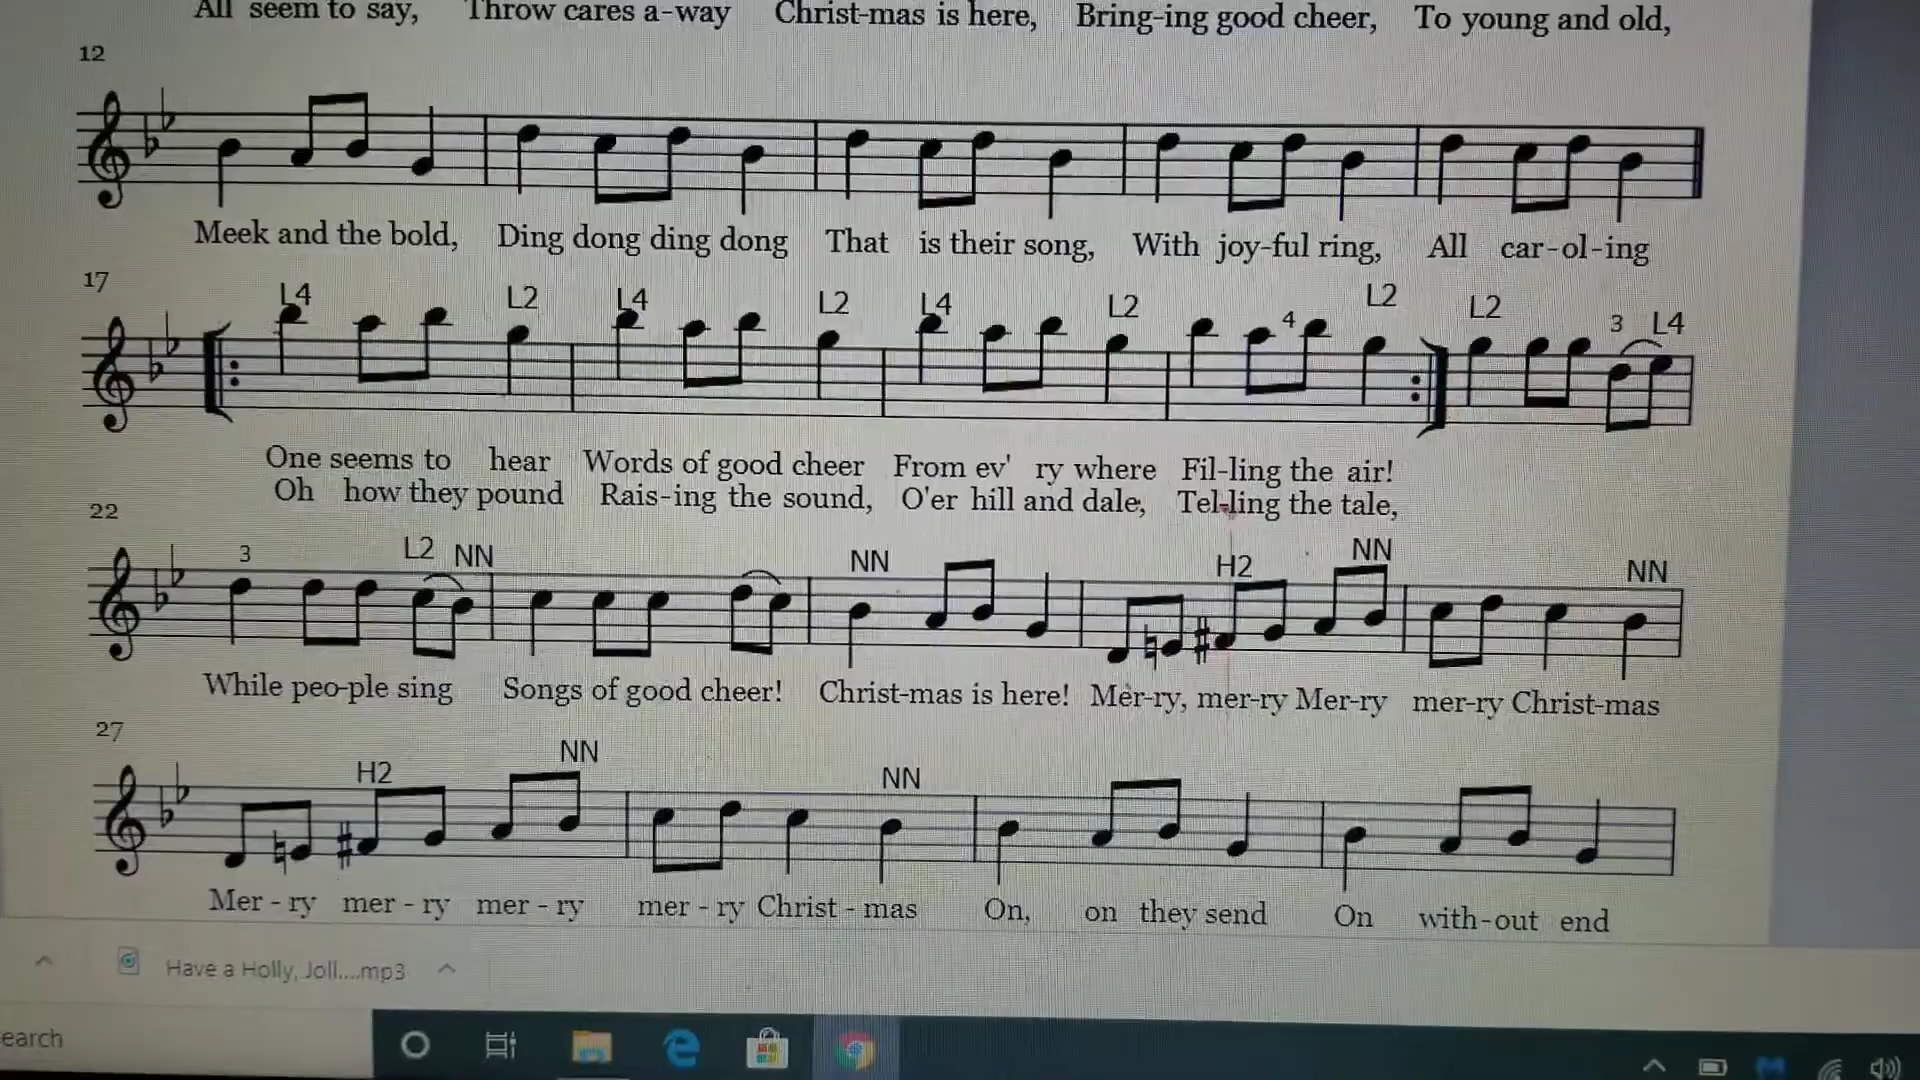 All seem to say, Throw cares a-way Christ-mas is here, Bring-ing good cheer, To young and old,
12
Meek and the bold, Ding dong ding dong That is their song, With joy-ful ring, All car-ol-ing
17
L4 L2 L4 L2 L4 L2 4 L2 L2 3 L4
One seems to hear Words of good cheer From ev' ry where Fil-ling the air!
Oh how they pound Rais-ing the sound, O'er hill and dale, Tel-ling the tale,
22
3 L2 NN NN H2 NN NN
While peo-ple sing Songs of good cheer! Christ-mas is here! Mer-ry, mer-ry Mer-ry mer-ry Christ-mas
27
H2 NN NN
Mer - ry mer - ry mer - ry mer - ry Christ - mas On, on they send On with-out end
Have a Holly, Joll....mp3
earch